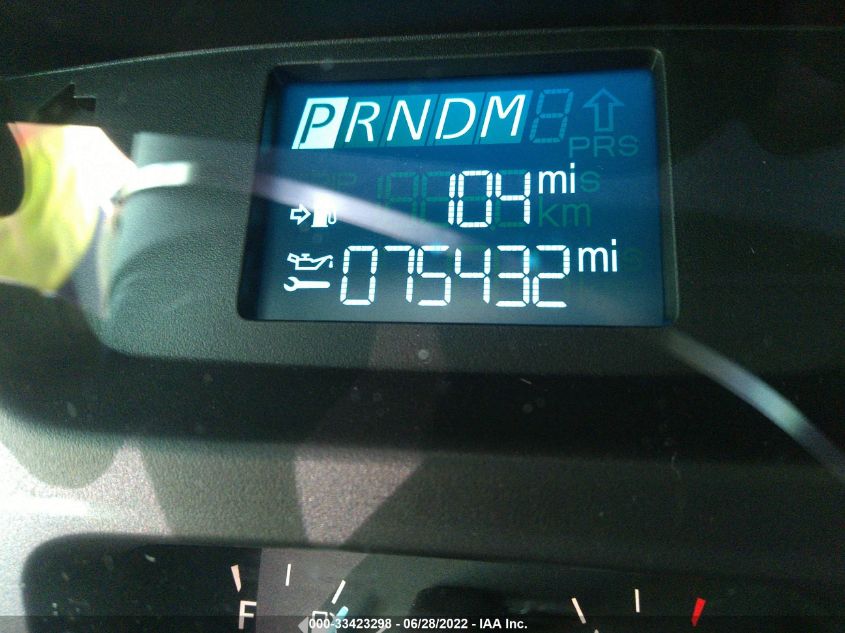 PRNDM
PRS
104 mi
km
075432 mi
F
000-33423298 - 06/28/2022 - IAA Inc.